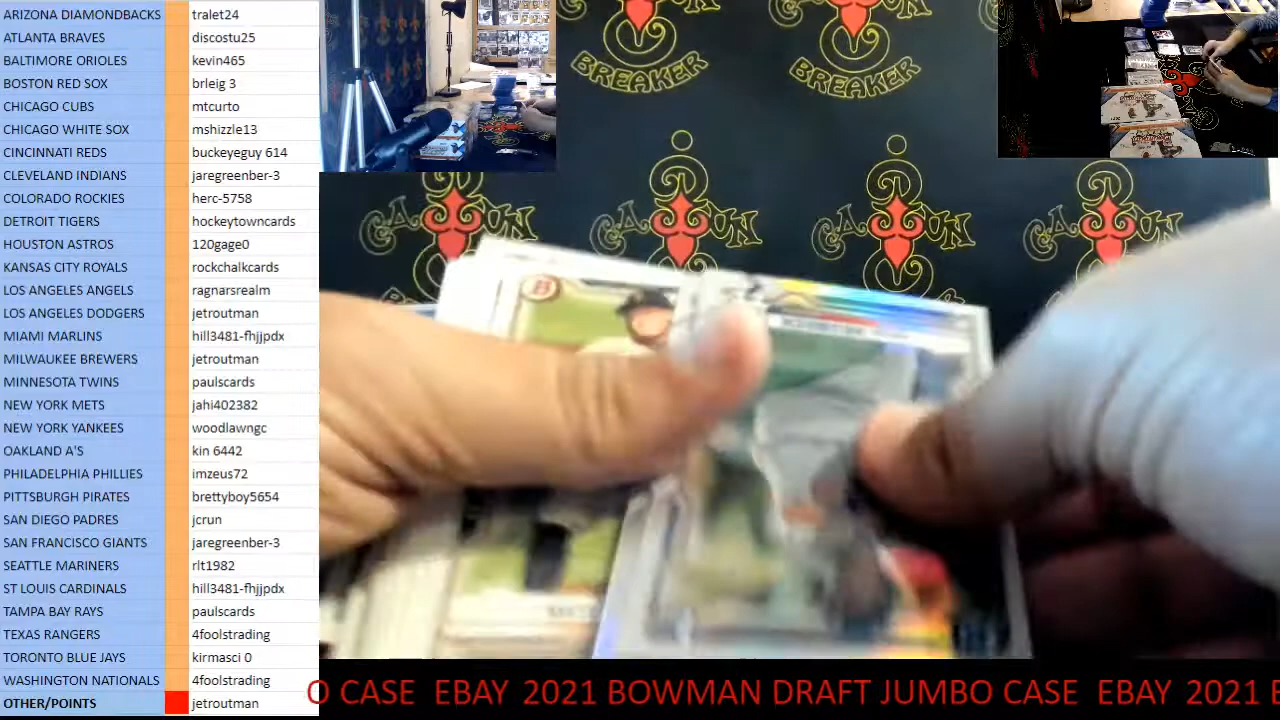 ARIZONA DIAMONDBACKS tralet24
ATLANTA BRAVES discostu25
BALTIMORE ORIOLES kevin465
BOSTON RED SOX brleig 3
CHICAGO CUBS mtcurto
CHICAGO WHITE SOX mshizzle13
CINCINNATI REDS buckeyeguy 614
CLEVELAND INDIANS jaregreenber-3
COLORADO ROCKIES herc-5758
DETROIT TIGERS hockeytowncards
HOUSTON ASTROS 120gage0
KANSAS CITY ROYALS rockchalkcards
LOS ANGELES ANGELS ragnarsrealm
LOS ANGELES DODGERS jetroutman
MIAMI MARLINS hill3481-fhjjpdx
MILWAUKEE BREWERS jetroutman
MINNESOTA TWINS paulscards
NEW YORK METS jahi402382
NEW YORK YANKEES woodlawngc
OAKLAND A'S kin 6442
PHILADELPHIA PHILLIES imzeus72
PITTSBURGH PIRATES brettyboy5654
SAN DIEGO PADRES jcrun
SAN FRANCISCO GIANTS jaregreenber-3
SEATTLE MARINERS rlt1982
ST LOUIS CARDINALS hill3481-fhjjpdx
TAMPA BAY RAYS paulscards
TEXAS RANGERS 4foolstrading
TORONTO BLUE JAYS kirmasci 0
WASHINGTON NATIONALS 4foolstrading
OTHER/POINTS jetroutman
BREAKER BREAKER
CAJUN CAJUN CAJUN CAJUN
B
O CASE EBAY 2021 BOWMAN DRAFT JUMBO CASE EBAY 2021 B